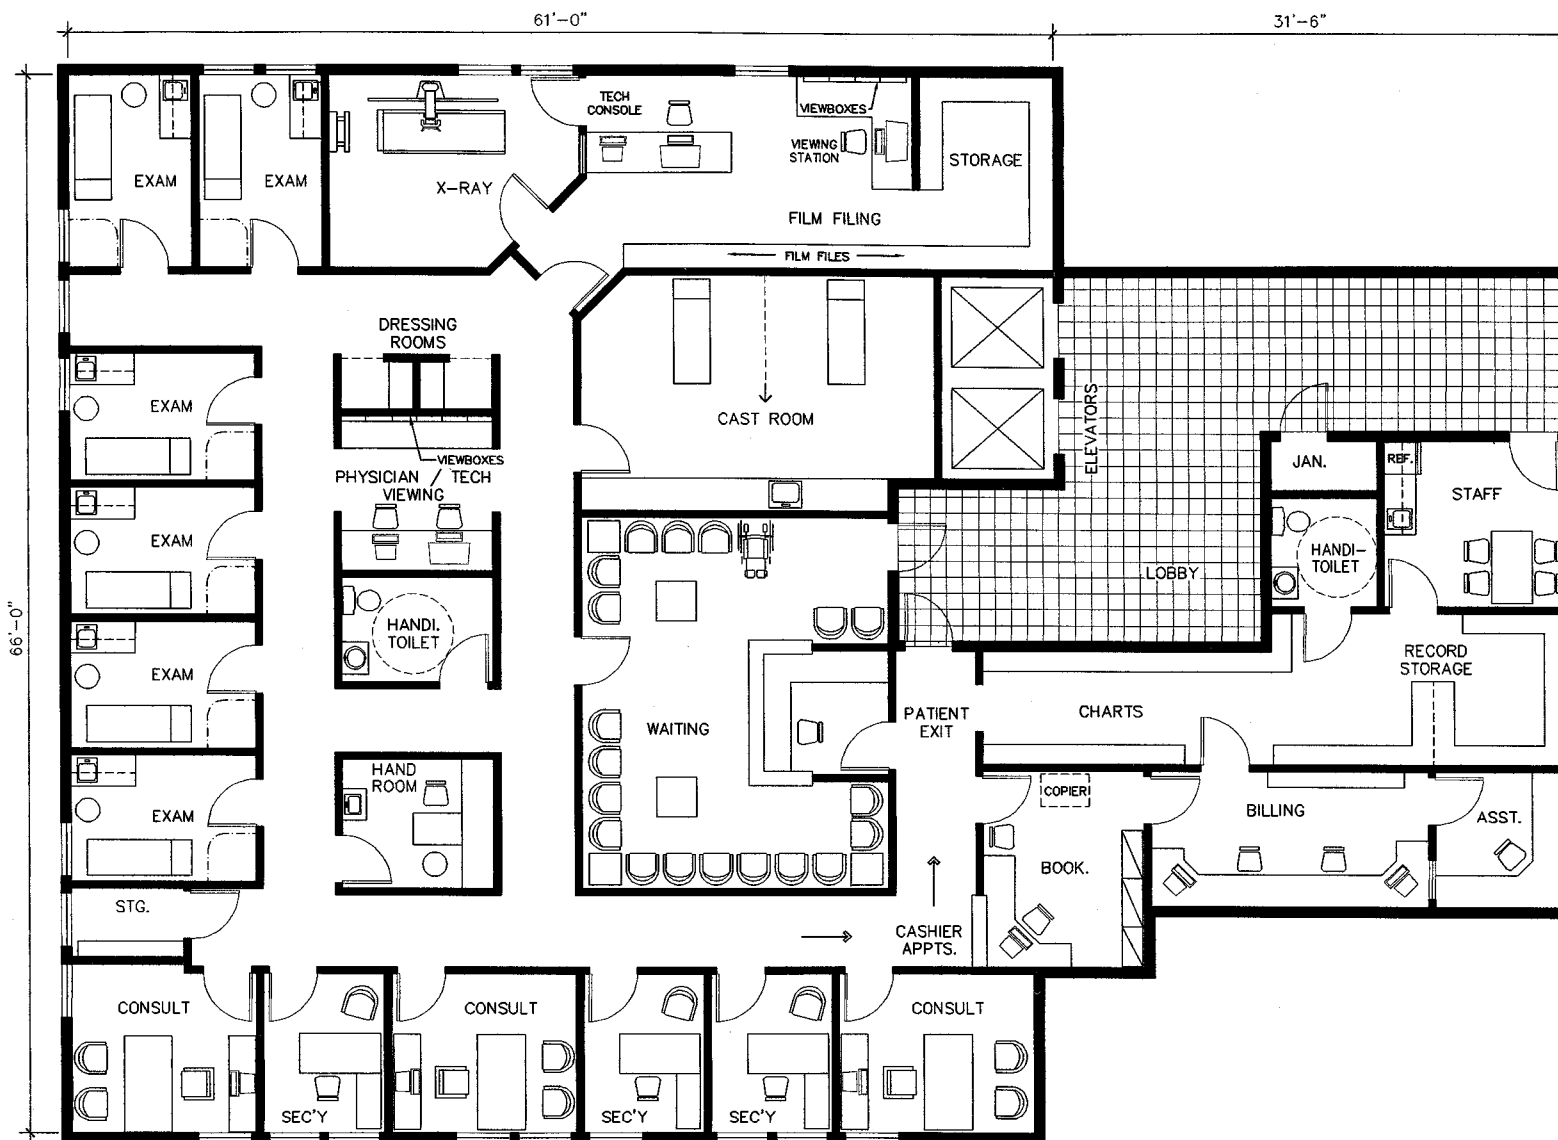 61'-0"
31'-6"
66'-0"
EXAM
EXAM
X-RAY
TECH
CONSOLE
VIEWBOXES
VIEWING
STATION
STORAGE
FILM FILING
FILM FILES
DRESSING
ROOMS
EXAM
CAST ROOM
ELEVATORS
VIEWBOXES
PHYSICIAN
TECH
VIEWING
JAN.
REF.
STAFF
EXAM
HANDI-
TOILET
LOBBY
HANDI.
TOILET
EXAM
RECORD
STORAGE
WAITING
PATIENT
EXIT
CHARTS
HAND
ROOM
COPIER
EXAM
BILLING
ASST.
BOOK.
STG.
CASHIER
APPTS.
CONSULT
CONSULT
CONSULT
SEC'Y
SEC'Y
SEC'Y